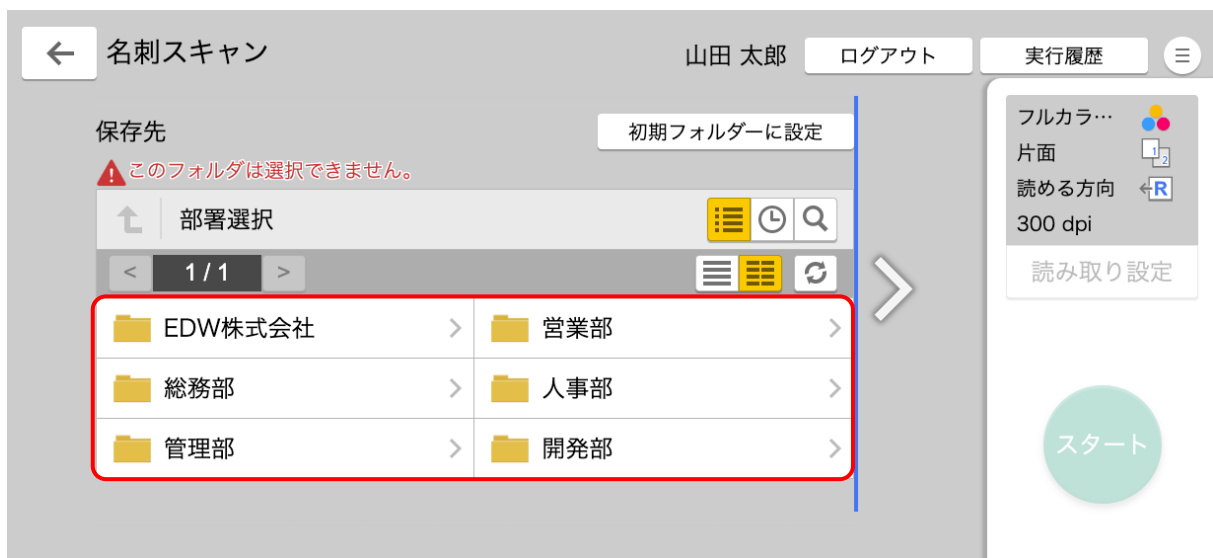 名刺スキャン
山田 太郎
ログアウト
実行履歴
保存先
初期フォルダーに設定
このフォルダは選択できません。
部署選択
< 1 / 1 >
EDW株式会社
営業部
総務部
人事部
管理部
開発部
フルカラ…
片面
1 2
読める方向
R
300 dpi
読み取り設定
スタート